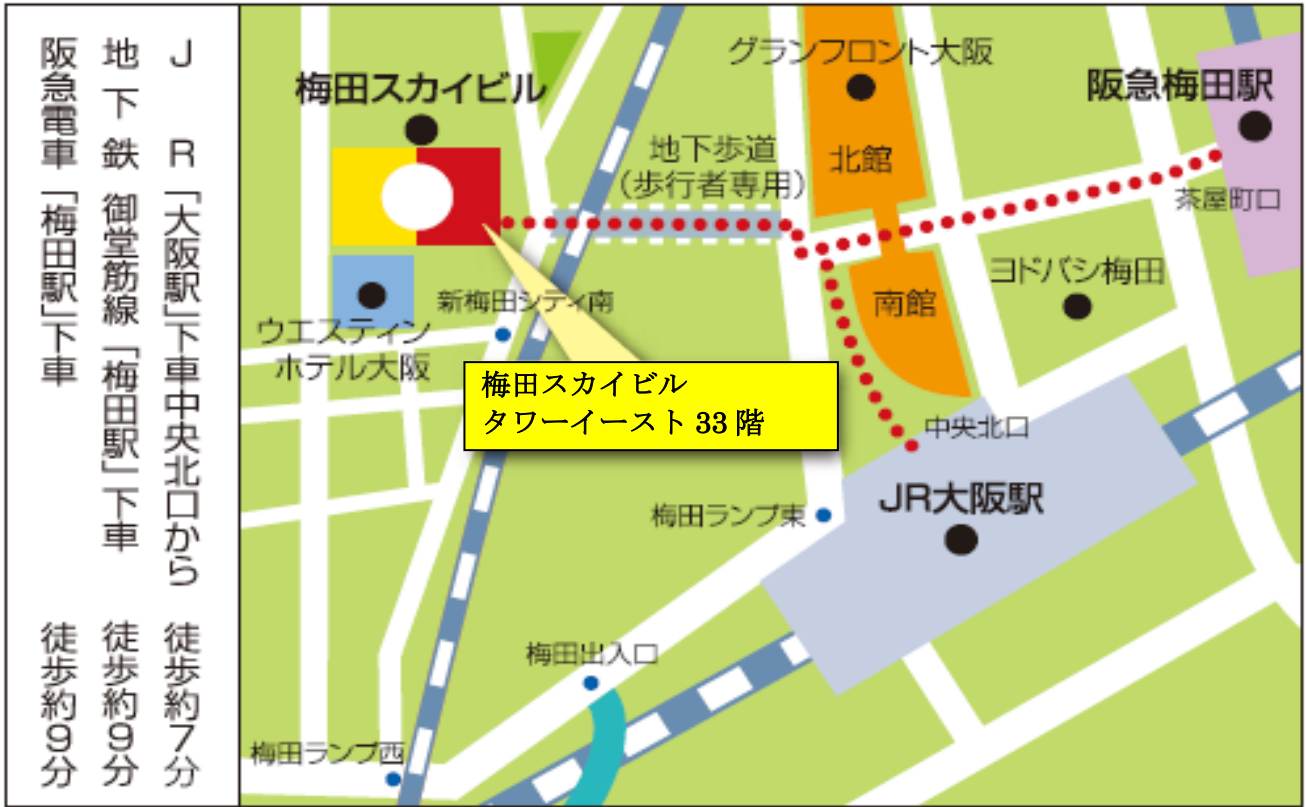 J R「大阪駅」下車中央北口から 徒歩約7分
地下鉄 御堂筋線「梅田駅」下車 徒歩約9分
阪急電車「梅田駅」下車 徒歩約9分
グランフロント大阪
梅田スカイビル
阪急梅田駅
地下歩道
(歩行者専用)
北館
茶屋町口
ヨドバシ梅田
新梅田シティ南
南館
ウエスティン
ホテル大阪
梅田スカイビル
タワーイースト 33 階
中央北口
JR大阪駅
梅田ランプ東
梅田出入口
梅田ランプ西